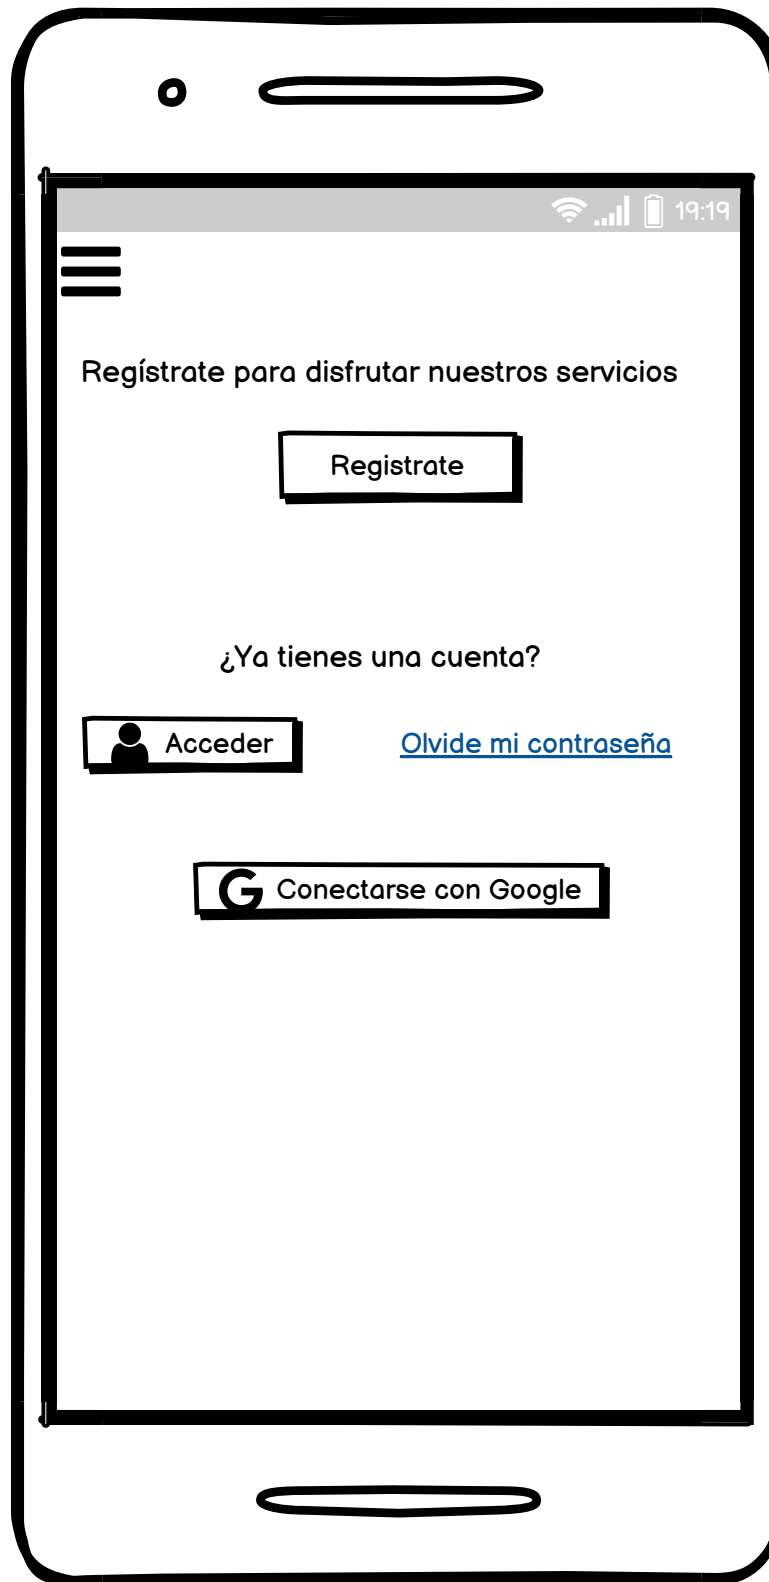 19:19
Regístrate para disfrutar nuestros servicios
Registrate
¿Ya tienes una cuenta?
Acceder Olvide mi contraseña
G Conectarse con Google